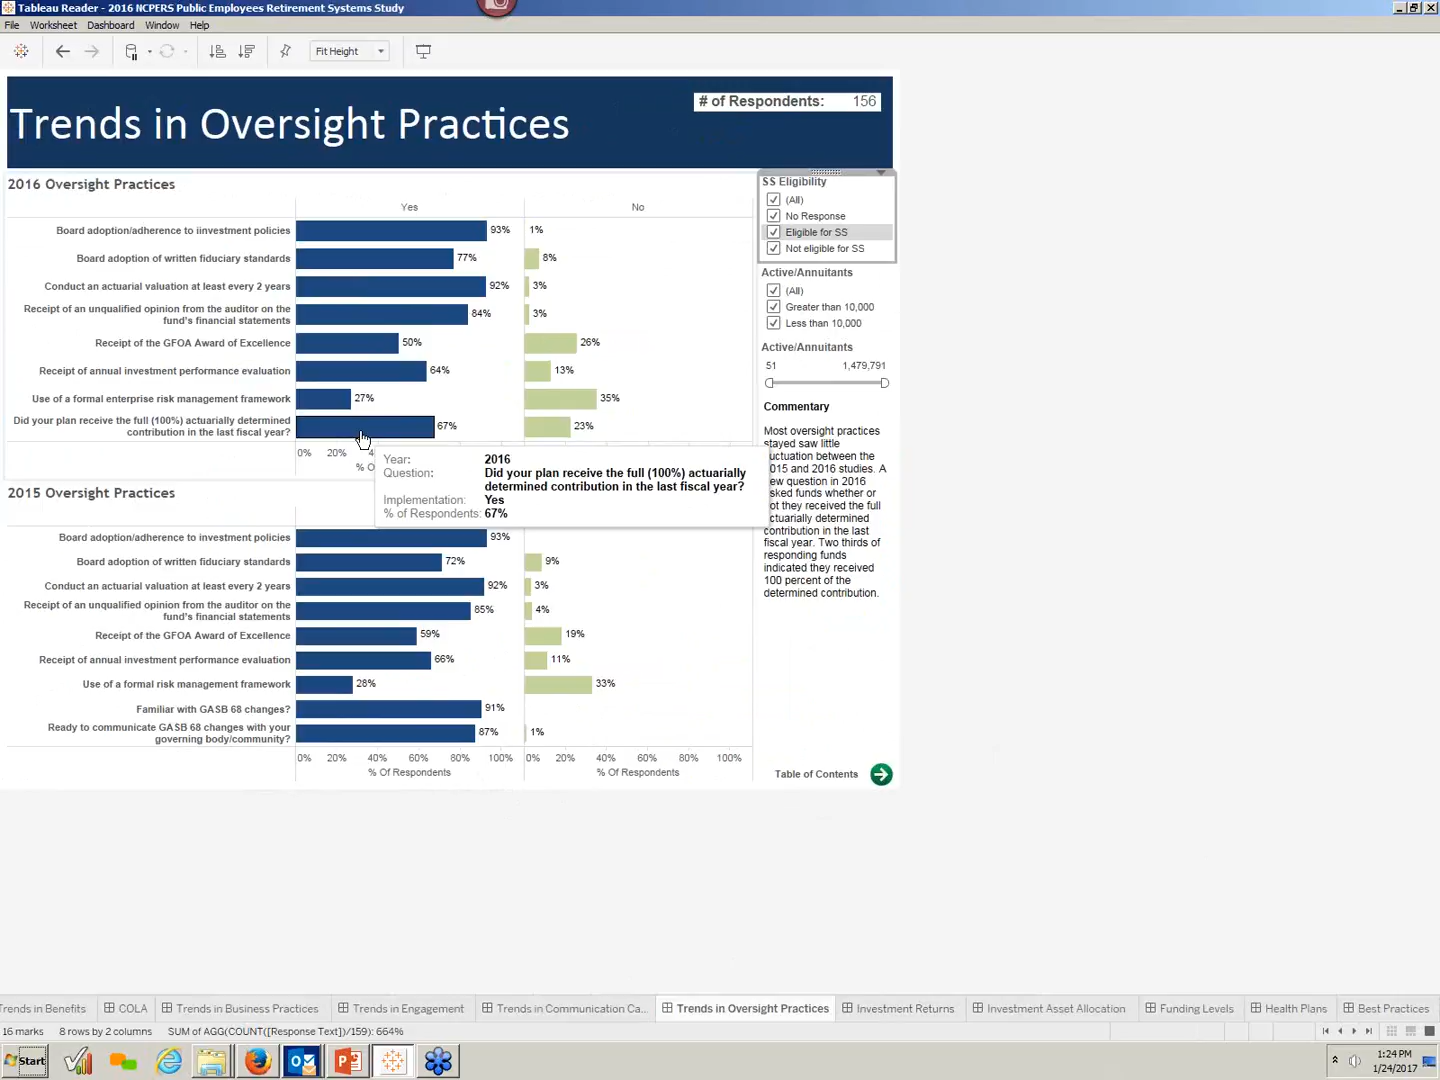 Tableau Reader - 2016 NCPERS Public Employees Retirement Systems Study
File Worksheet Dashboard Window Help
Fit Height
Trends in Oversight Practices
# of Respondents: 156
2016 Oversight Practices
Yes No
Board adoption/adherence to iinvestment policies 93% 1%
Board adoption of written fiduciary standards 77% 8%
Conduct an actuarial valuation at least every 2 years 92% 3%
Receipt of an unqualified opinion from the auditor on the
fund's financial statements 84% 3%
Receipt of the GFOA Award of Excellence 50% 26%
Receipt of annual investment performance evaluation 64% 13%
Use of a formal enterprise risk management framework 27% 35%
Did your plan receive the full (100%) actuarially determined
contribution in the last fiscal year? 67% 23%
0% 20%
% O
Year: 2016
Question: Did your plan receive the full (100%) actuarially
determined contribution in the last fiscal year?
Implementation: Yes
% of Respondents: 67%
2015 Oversight Practices
Board adoption/adherence to investment policies 93%
Board adoption of written fiduciary standards 72% 9%
Conduct an actuarial valuation at least every 2 years 92% 3%
Receipt of an unqualified opinion from the auditor on the
fund's financial statements 85% 4%
Receipt of the GFOA Award of Excellence 59% 19%
Receipt of annual investment performance evaluation 66% 11%
Use of a formal risk management framework 28% 33%
Familiar with GASB 68 changes? 91%
Ready to communicate GASB 68 changes with your
governing body/community? 87% 1%
0% 20% 40% 60% 80% 100% 0% 20% 40% 60% 80% 100%
% Of Respondents % Of Respondents
SS Eligibility
(All)
No Response
Eligible for SS
Not eligible for SS
Active/Annuitants
(All)
Greater than 10,000
Less than 10,000
Active/Annuitants
51 1,479,791
Commentary
Most oversight practices
stayed saw little
uctuation between the
015 and 2016 studies. A
ew question in 2016
sked funds whether or
ot they received the full
ctuarially determined
contribution in the last
fiscal year. Two thirds of
responding funds
indicated they received
100 percent of the
determined contribution.
Table of Contents
Trends in Benefits COLA Trends in Business Practices Trends in Engagement Trends in Communication Ca... Trends in Oversight Practices Investment Returns Investment Asset Allocation Funding Levels Health Plans Best Practices
16 marks 8 rows by 2 columns SUM of AGG(COUNT([Response Text])/159): 664%
Start
1:24 PM
1/24/2017